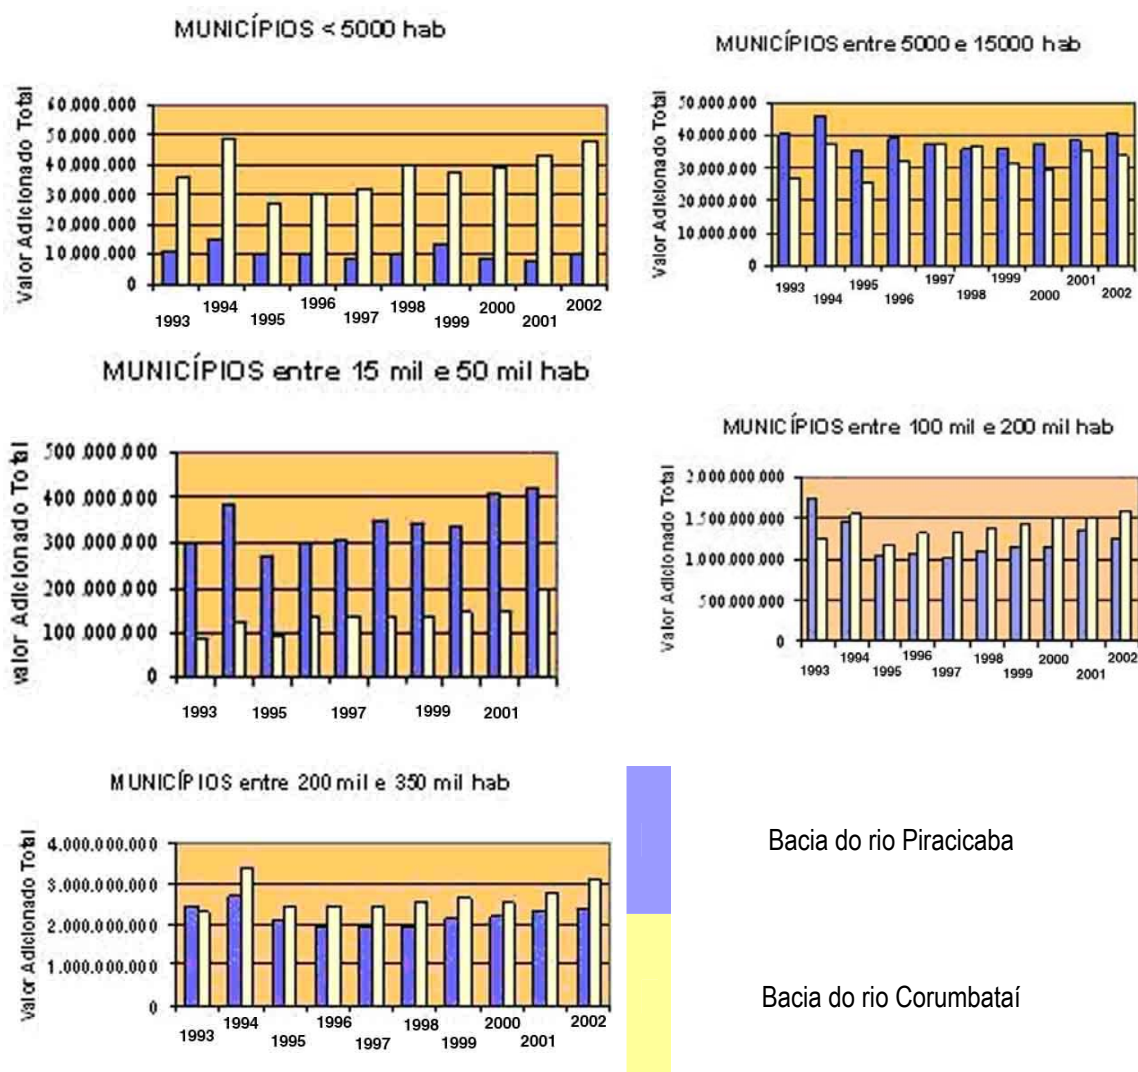 MUNICÍPIOS < 5000 hab
Valor Adicionado Total
60.000.000
50.000.000
40.000.000
30.000.000
20.000.000
10.000.000
0
1993 1994 1995 1996 1997 1998 1999 2000 2001 2002
MUNICÍPIOS entre 5000 e 15000 hab
Valor Adicionado Total
50.000.000
40.000.000
30.000.000
20.000.000
10.000.000
0
1993 1994 1995 1996 1997 1998 1999 2000 2001 2002
MUNICÍPIOS entre 15 mil e 50 mil hab
Valor Adicionado Total
500.000.000
400.000.000
300.000.000
200.000.000
100.000.000
0
1993 1995 1997 1999 2001
MUNICÍPIOS entre 100 mil e 200 mil hab
Valor Adicionado Total
2.000.000.000
1.500.000.000
1.000.000.000
500.000.000
0
1993 1994 1995 1996 1997 1998 1999 2000 2001 2002
MUNICÍPIOS entre 200 mil e 350 mil hab
Valor Adicionado Total
4.000.000.000
3.000.000.000
2.000.000.000
1.000.000.000
0
1993 1994 1995 1996 1997 1998 1999 2000 2001 2002
Bacia do rio Piracicaba
Bacia do rio Corumbataí